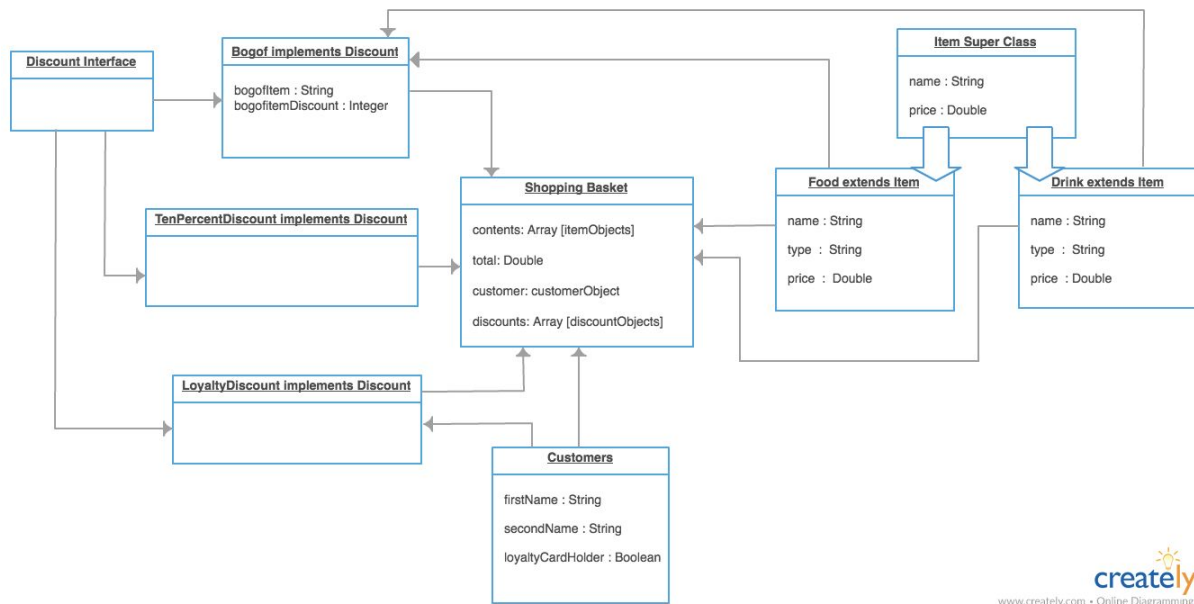 Discount Interface
Bogof implements Discount
bogofItem : String
bogofitemDiscount : Integer
Item Super Class
name : String
price : Double
TenPercentDiscount implements Discount
Shopping Basket
contents: Array [itemObjects]
total: Double
customer: customerObject
discounts: Array [discountObjects]
Food extends Item
name : String
type : String
price : Double
Drink extends Item
name : String
type : String
price : Double
LoyaltyDiscount implements Discount
Customers
firstName : String
secondName : String
loyaltyCardHolder : Boolean
creately
www.creately.com • Online Diagramming